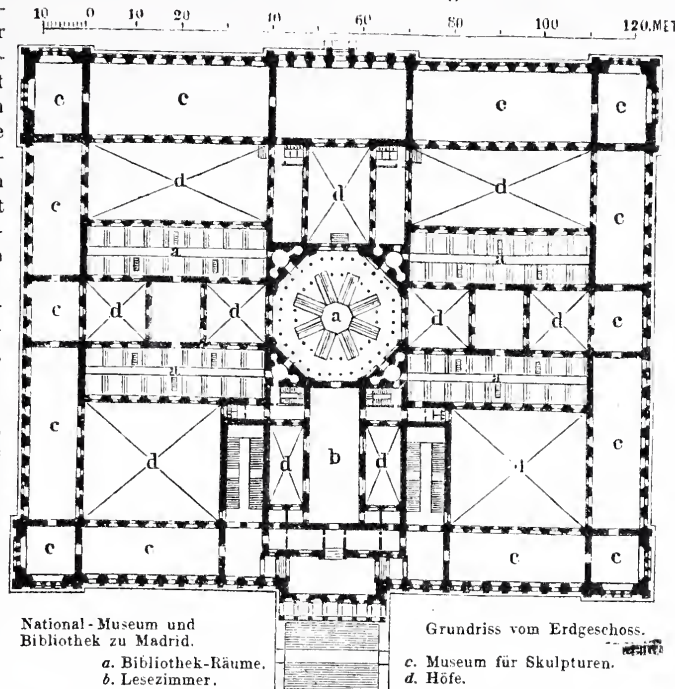 10 0 10 20 40 60 80 100 120.MET
c c c c
d d d
c c
a a
c d d a d d c
a a
c d d b d d c
c c c c
National-Museum und
Bibliothek zu Madrid.
Grundriss vom Erdgeschoss.
a. Bibliothek-Räume.
b. Lesezimmer.
c. Museum für Skulpturen.
d. Höfe.